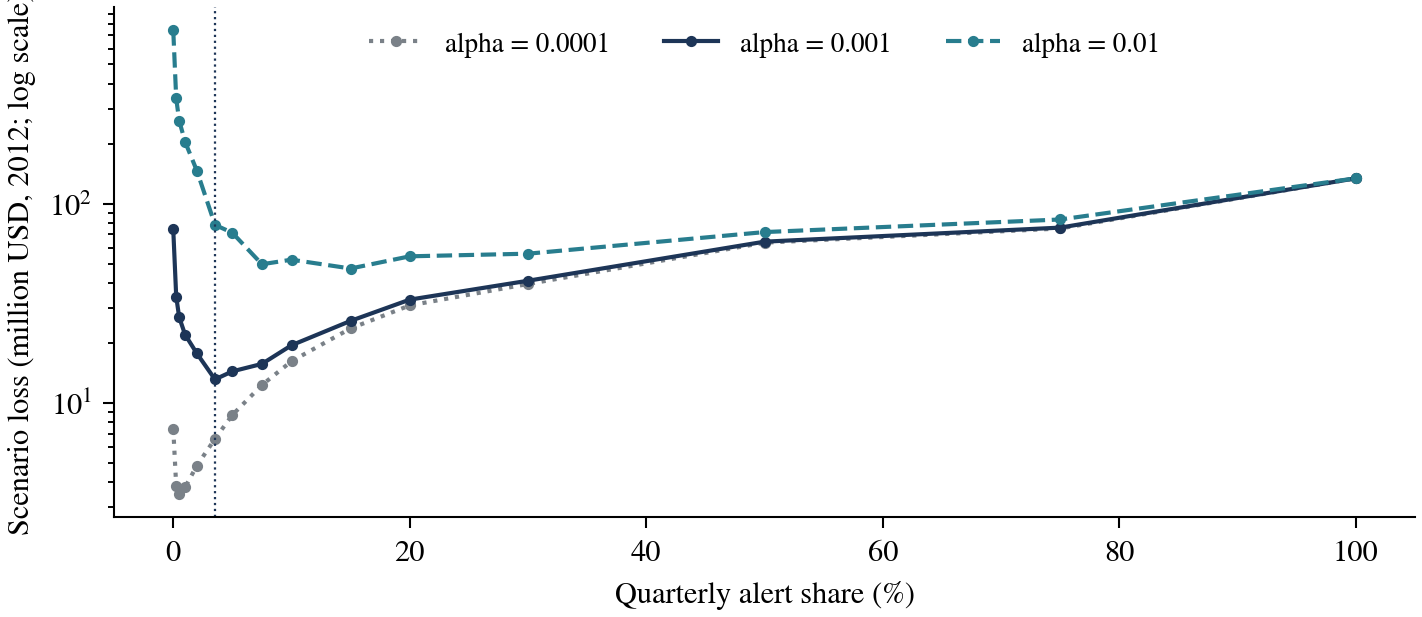 Scenario loss (million USD, 2012; log scale)
alpha = 0.0001
alpha = 0.001
alpha = 0.01
10²
10¹
0
20
40
60
80
100
Quarterly alert share (%)